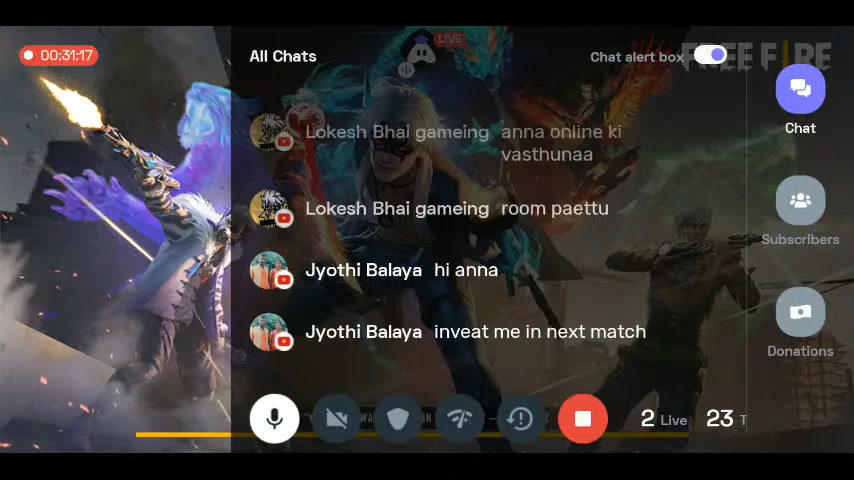 00:31:17
All Chats
LIVE
Chat alert box
FREE FIRE
Lokesh Bhai gameing anna online ki
vasthunaa
Chat
Lokesh Bhai gameing room paettu
Subscribers
Jyothi Balaya hi anna
Jyothi Balaya inveat me in next match
Donations
2 Live 23 T